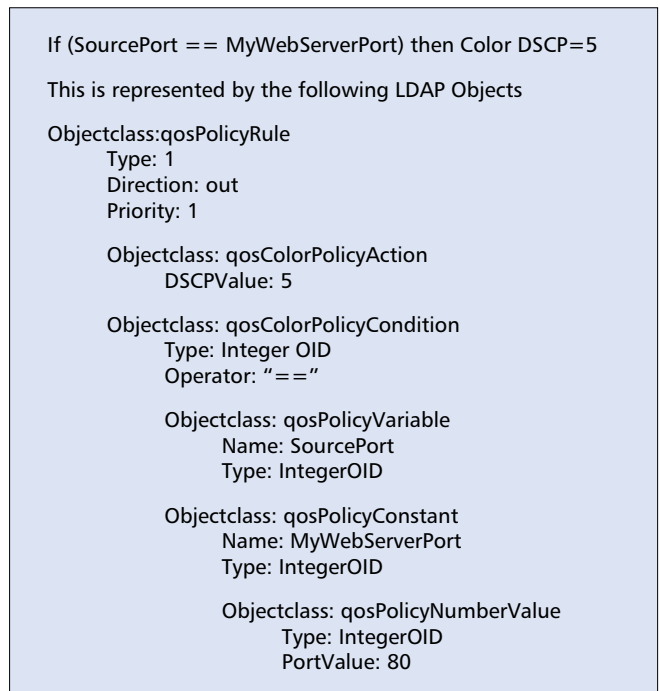 If (SourcePort == MyWebServerPort) then Color DSCP=5
This is represented by the following LDAP Objects
Objectclass:qosPolicyRule
Type: 1
Direction: out
Priority: 1
Objectclass: qosColorPolicyAction
DSCPValue: 5
Objectclass: qosColorPolicyCondition
Type: Integer OID
Operator: “==”
Objectclass: qosPolicyVariable
Name: SourcePort
Type: IntegerOID
Objectclass: qosPolicyConstant
Name: MyWebServerPort
Type: IntegerOID
Objectclass: qosPolicyNumberValue
Type: IntegerOID
PortValue: 80